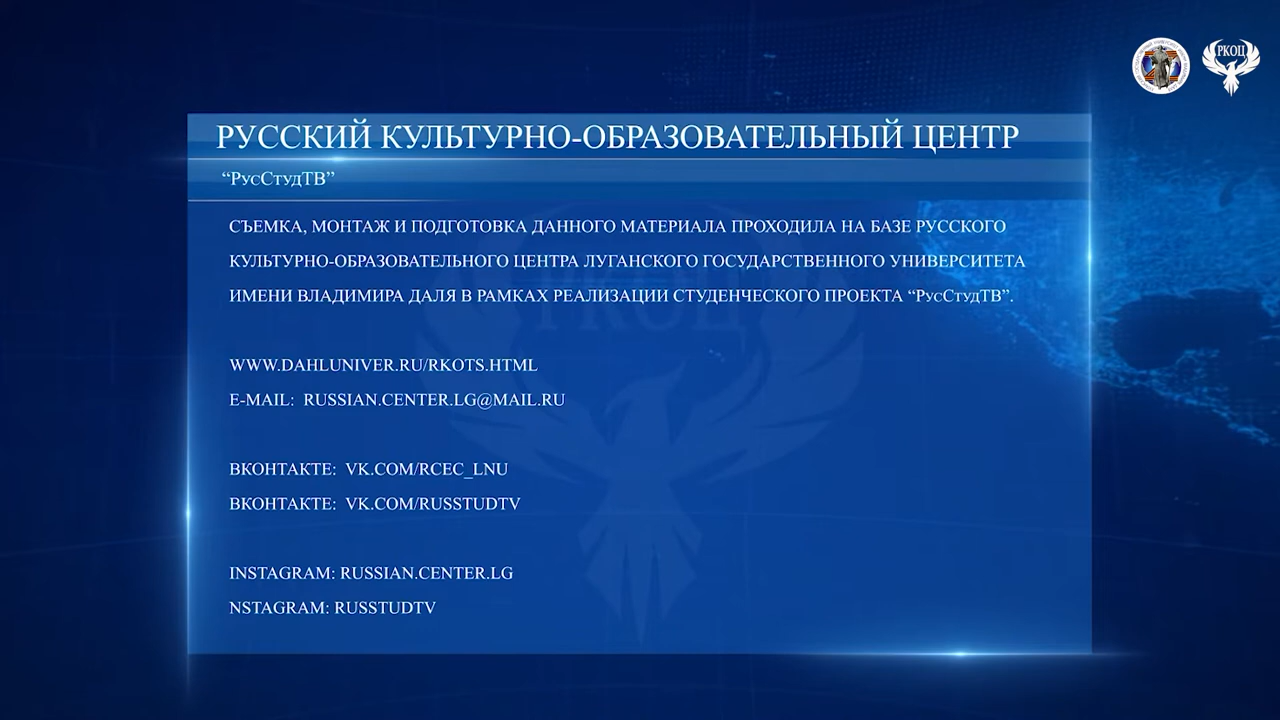 РКОЦ
РУССКИЙ КУЛЬТУРНО-ОБРАЗОВАТЕЛЬНЫЙ ЦЕНТР
“РусСтудТВ”
СЪЕМКА, МОНТАЖ И ПОДГОТОВКА ДАННОГО МАТЕРИАЛА ПРОХОДИЛА НА БАЗЕ РУССКОГО
КУЛЬТУРНО-ОБРАЗОВАТЕЛЬНОГО ЦЕНТРА ЛУГАНСКОГО ГОСУДАРСТВЕННОГО УНИВЕРСИТЕТА
ИМЕНИ ВЛАДИМИРА ДАЛЯ В РАМКАХ РЕАЛИЗАЦИИ СТУДЕНЧЕСКОГО ПРОЕКТА “РусСтудТВ”.
РКОЦ
WWW.DAHLUNIVER.RU/RKOTS.HTML
E-MAIL: RUSSIAN.CENTER.LG@MAIL.RU
ВКОНТАКТЕ: VK.COM/RCEC_LNU
ВКОНТАКТЕ: VK.COM/RUSSTUDTV
INSTAGRAM: RUSSIAN.CENTER.LG
NSTAGRAM: RUSSTUDTV